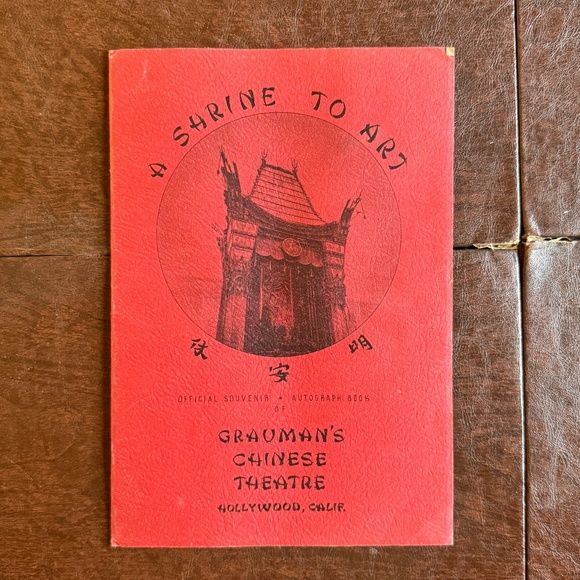 A SHRINE TO ART
安
明
OFFICIAL SOUVENIR • AUTOGRAPH BOOK
OF
GRAUMAN'S
CHINESE
THEATRE
HOLLYWOOD, CALIF.